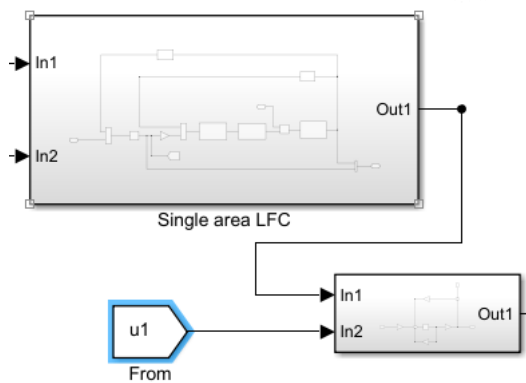 In1
Out1
In2
Single area LFC
In1
Out1
u1
In2
From